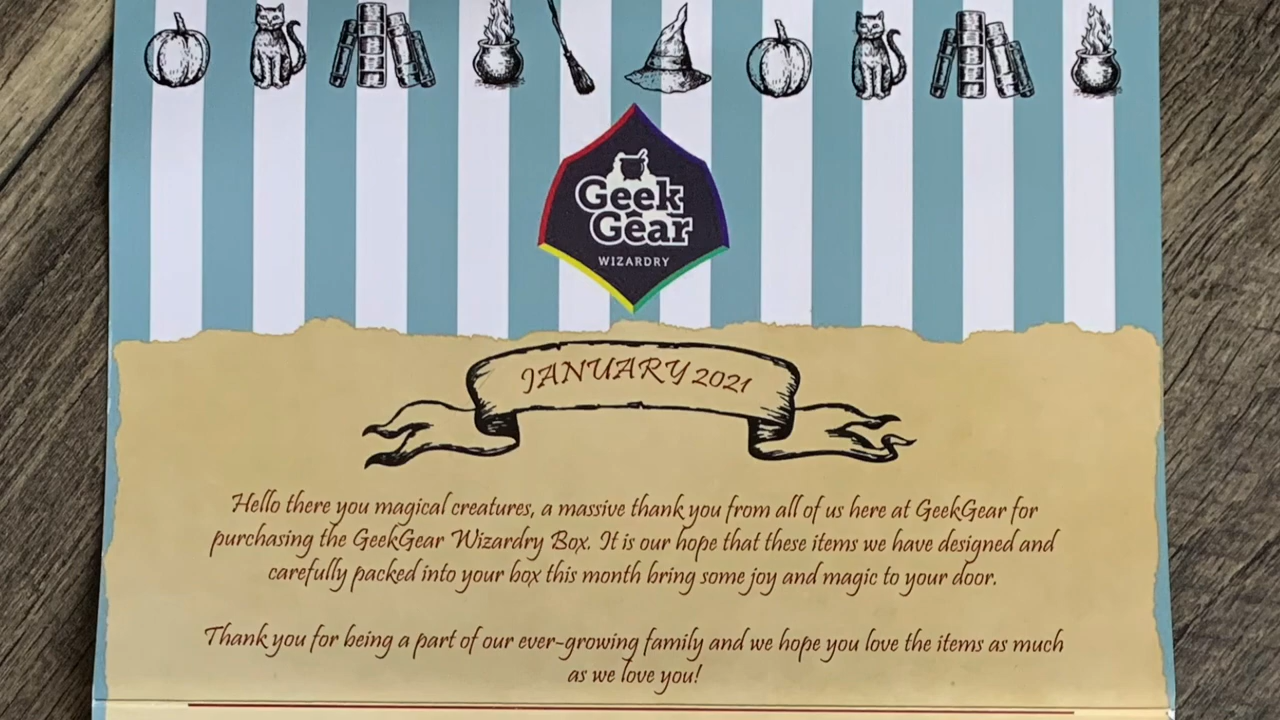 Geek
Gear
WIZARDRY
JANUARY 2021
Hello there you magical creatures, a massive thank you from all of us here at GeekGear for
purchasing the GeekGear Wizardry Box. It is our hope that these items we have designed and
carefully packed into your box this month bring some joy and magic to your door.
Thank you for being a part of our ever-growing family and we hope you love the items as much
as we love you!